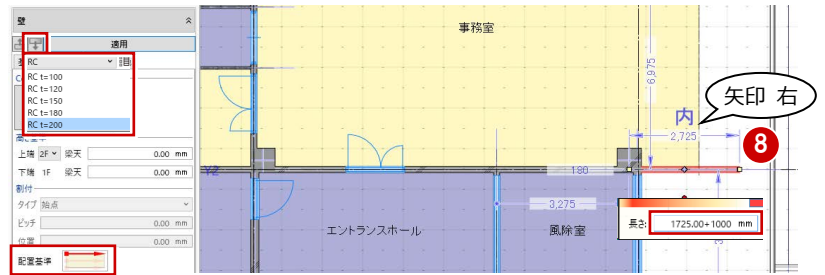 壁
適用
RC
RC t=100
RC t=120
RC t=150
RC t=180
RC t=200
上端 2F 梁天 0.00 mm
下端 1F 梁天 0.00 mm
割付
タイプ 始点
ピッチ 0.00 mm
位置 0.00 mm
配置基準
事務室
6,975
内
2,725
矢印 右
8
YZ
180
3,275
エントランスホール
風除室
長さ: 1725.00+1000 mm